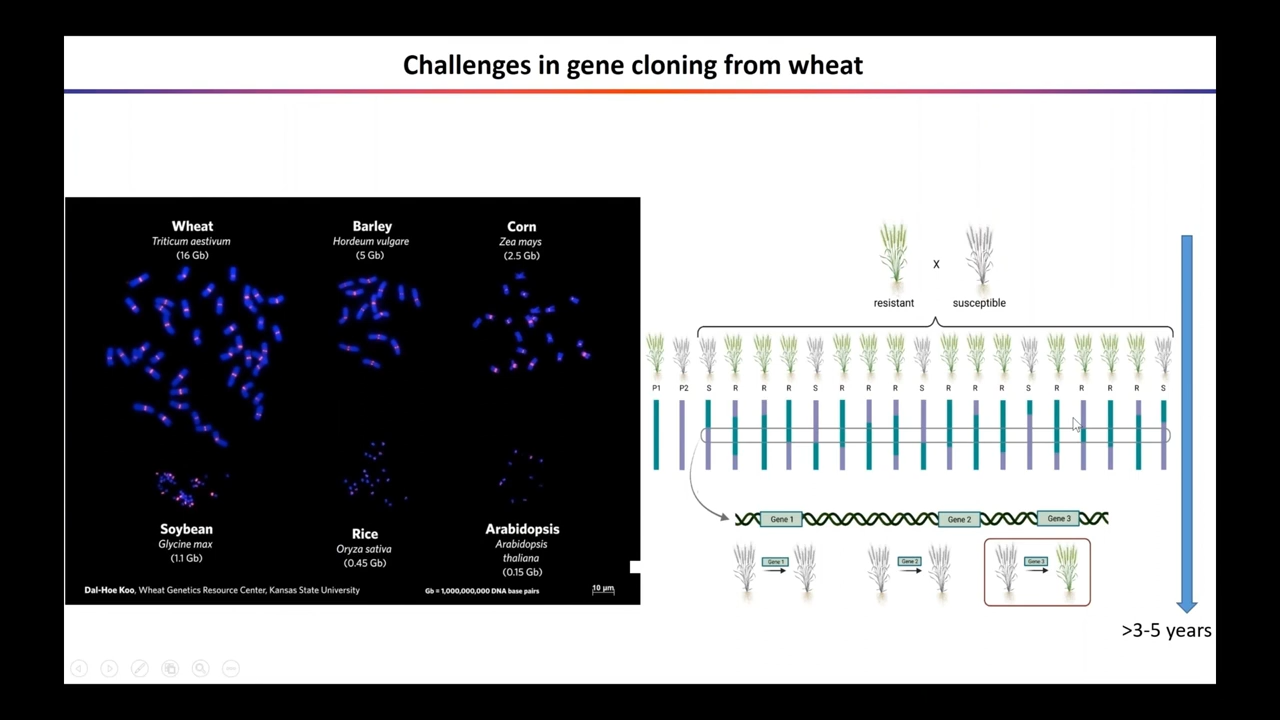 Challenges in gene cloning from wheat
Wheat
Triticum aestivum
(16 Gb)
Barley
Hordeum vulgare
(5 Gb)
Corn
Zea mays
(2.5 Gb)
Soybean
Glycine max
(1.1 Gb)
Rice
Oryza sativa
(0.45 Gb)
Arabidopsis
Arabidopsis
thaliana
(0.15 Gb)
Dal-Hoe Koo, Wheat Genetics Resource Center, Kansas State University
Gb = 1,000,000,000 DNA base pairs
10 µm
resistant
x
susceptible
P1 P2 S R R R S R R R S R R R S R R R R S
Gene 1
Gene 2
Gene 3
Gene 1
Gene 2
Gene 3
>3-5 years